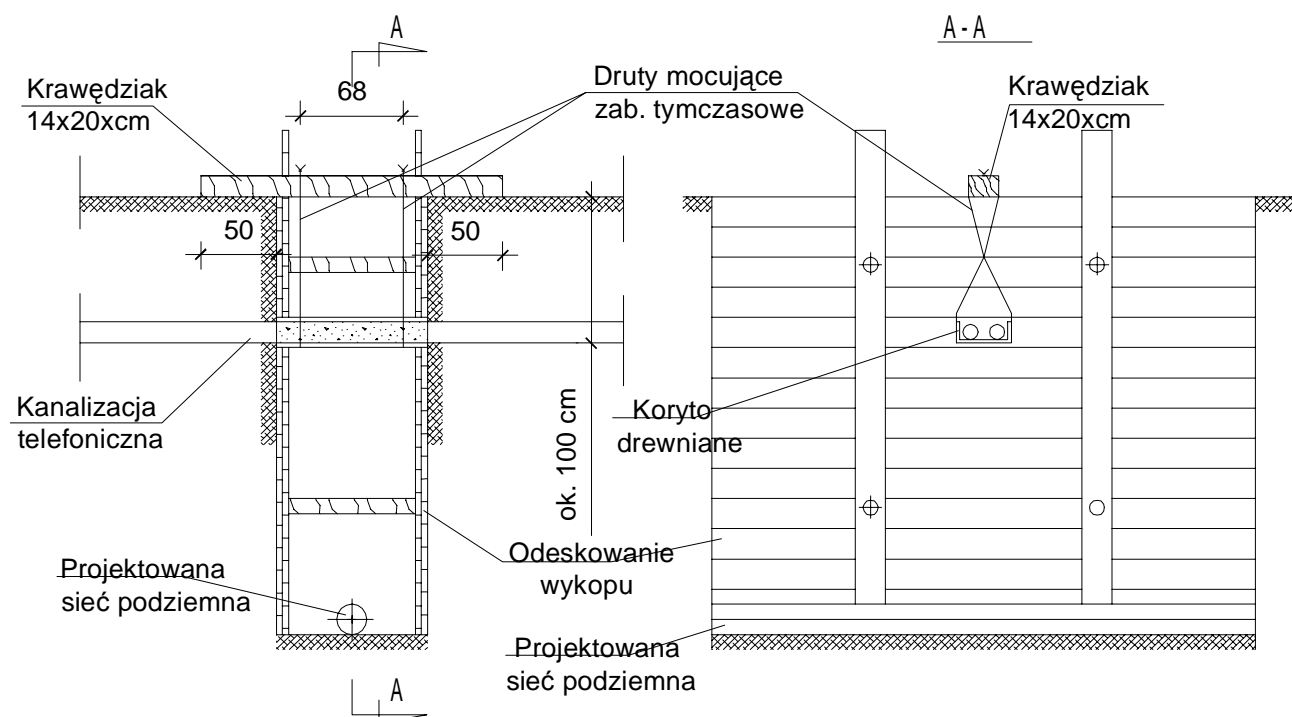 A
A - A
Krawędziak
14x20xcm
68
Druty mocujące
zab. tymczasowe
Krawędziak
14x20xcm
50
50
Kanalizacja
telefoniczna
ok. 100 cm
Koryto
drewniane
Projektowana
sieć podziemna
Odeskowanie
wykopu
Projektowana
sieć podziemna
A